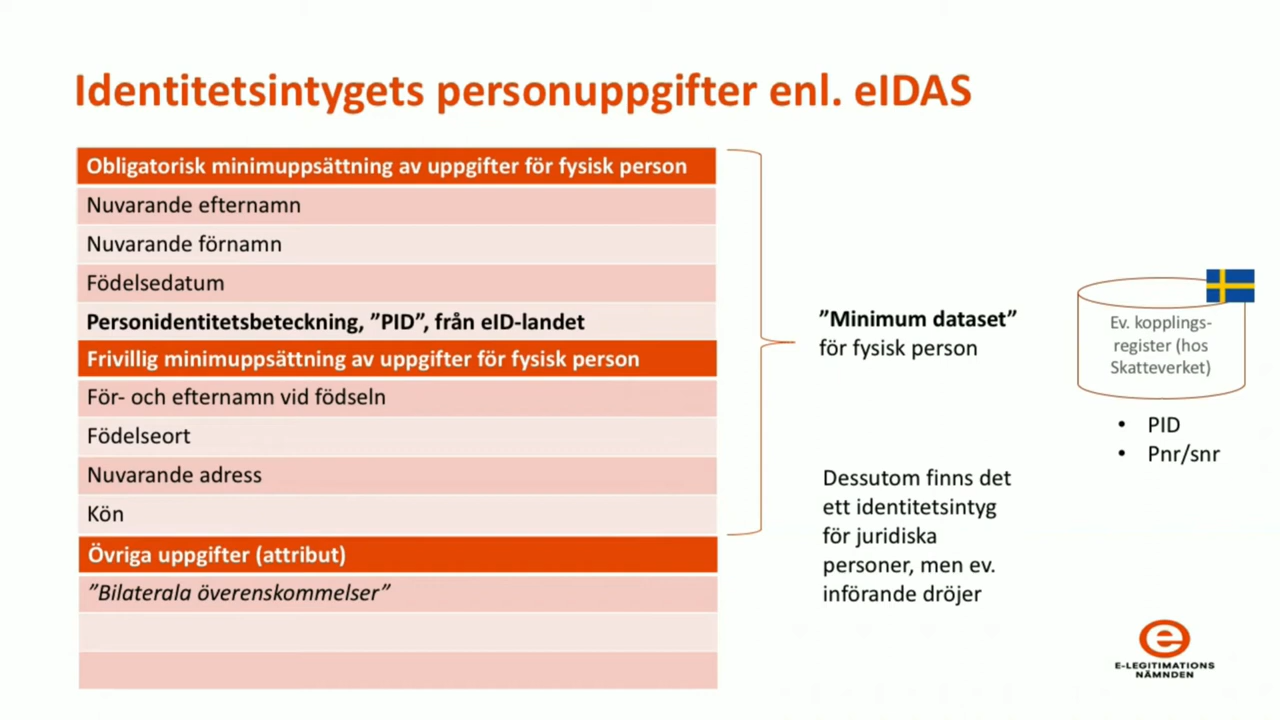 Identitetsintygets personuppgifter enl. eIDAS
Obligatorisk minimuppsättning av uppgifter för fysisk person
Nuvarande efternamn
Nuvarande förnamn
Födelsedatum
Personidentitetsbeteckning, ”PID”, från eID-landet
Frivillig minimuppsättning av uppgifter för fysisk person
För- och efternamn vid födseln
Födelseort
Nuvarande adress
Kön
Övriga uppgifter (attribut)
”Bilaterala överenskommelser”
”Minimum dataset”
för fysisk person
Dessutom finns det
ett identitetsintyg
för juridiska
personer, men ev.
införande dröjer
Ev. kopplings-
register (hos
Skatteverket)
• PID
• Pnr/snr
E-LEGITIMATIONS
NÄMNDEN